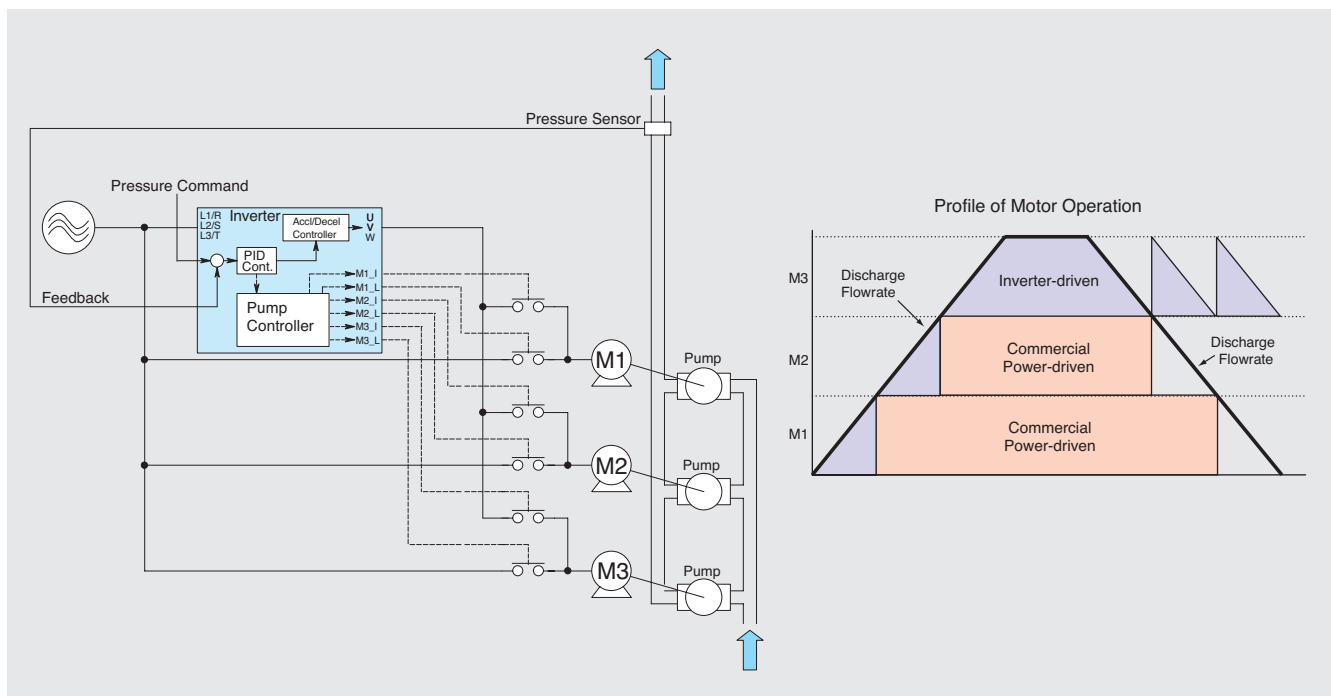 Pressure Sensor
Pressure Command
L1/R
L2/S
L3/T
Inverter
Accl/Decel
Controller
U
V
W
PID
Cont.
Feedback
Pump
Controller
M1_I
M1_L
M2_I
M2_L
M3_I
M3_L
M1
Pump
M2
Pump
M3
Pump
Profile of Motor Operation
M3
Discharge
Flowrate
Inverter-driven
M2
Commercial
Power-driven
Discharge
Flowrate
M1
Commercial
Power-driven